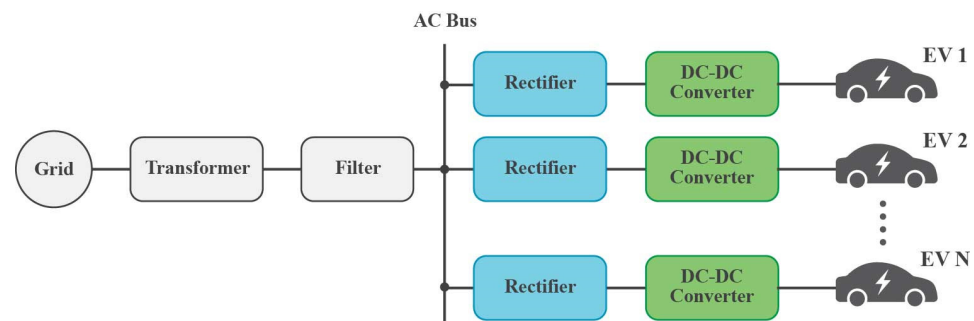 AC Bus
EV 1
Rectifier
DC-DC
Converter
EV 2
Grid
Transformer
Filter
Rectifier
DC-DC
Converter
EV N
Rectifier
DC-DC
Converter